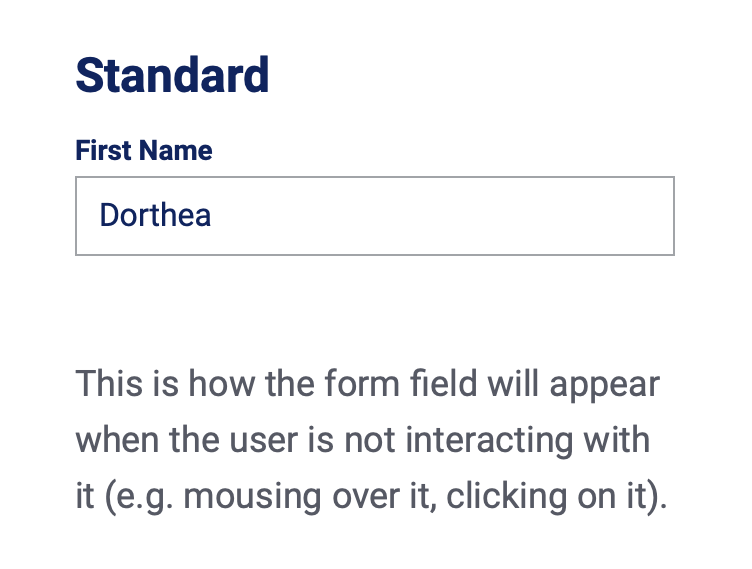 Standard
First Name
Dorthea
This is how the form field will appear
when the user is not interacting with
it (e.g. mousing over it, clicking on it).